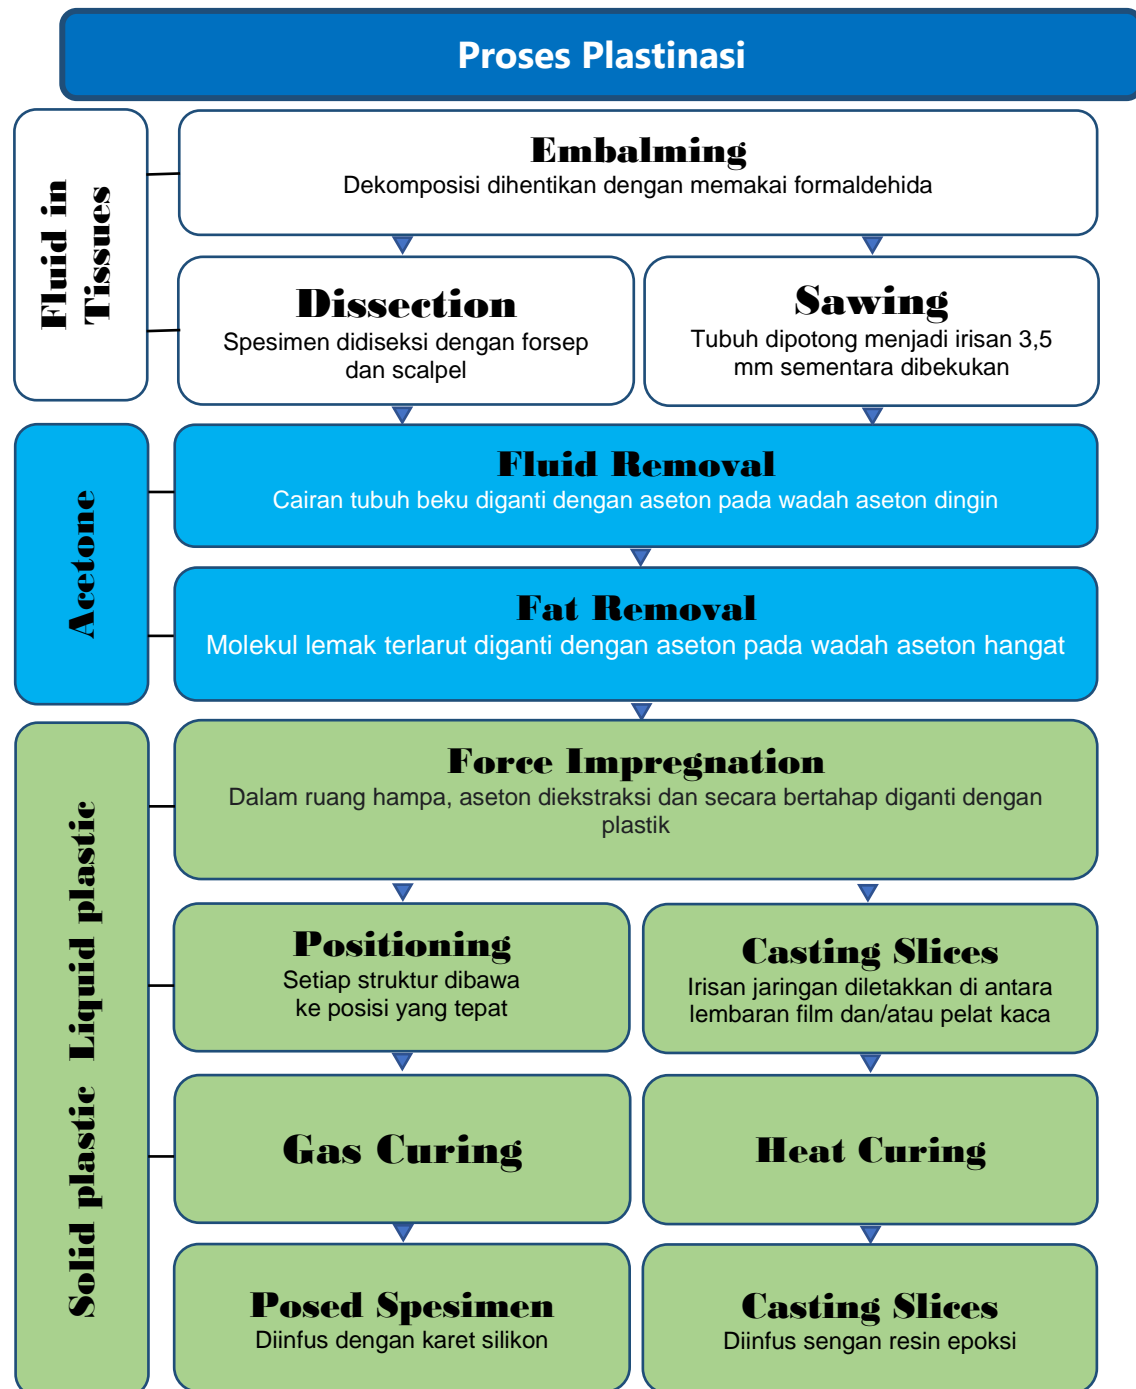 Proses Plastinasi
Fluid in
Tissues
Embalming
Dekomposisi dihentikan dengan memakai formaldehida
Dissection
Spesimen didiseksi dengan forsep
dan scalpel
Sawing
Tubuh dipotong menjadi irisan 3,5
mm sementara dibekukan
Acetone
Fluid Removal
Cairan tubuh beku diganti dengan aseton pada wadah aseton dingin
Fat Removal
Molekul lemak terlarut diganti dengan aseton pada wadah aseton hangat
Solid plastic Liquid plastic
Force Impregnation
Dalam ruang hampa, aseton diekstraksi dan secara bertahap diganti dengan
plastik
Positioning
Setiap struktur dibawa
ke posisi yang tepat
Casting Slices
Irisan jaringan diletakkan di antara
lembaran film dan/atau pelat kaca
Gas Curing
Heat Curing
Posed Spesimen
Diinfus dengan karet silikon
Casting Slices
Diinfus sengan resin epoksi